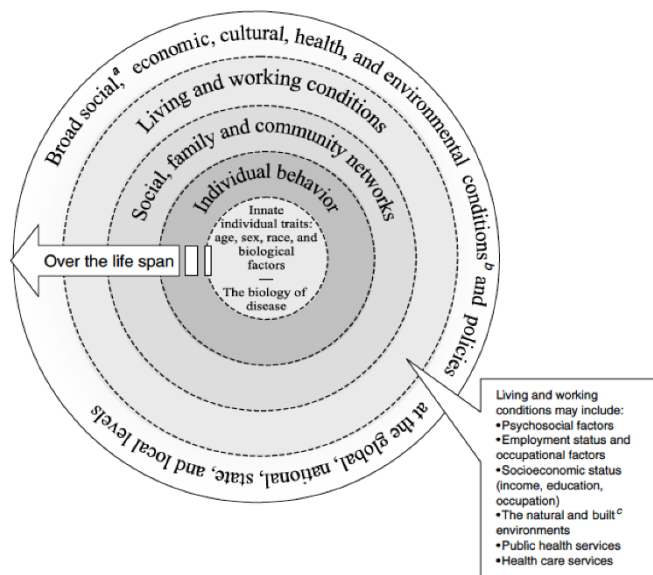 Broad social,a economic, cultural, health, and environmental conditionsb and policies
at the global, national, state, and local levels
Living and working conditions
Social, family and community networks
Individual behavior
Innate
individual traits:
age, sex, race, and
biological
factors
—
The biology of
disease
Over the life span
Living and working
conditions may include:
•Psychosocial factors
•Employment status and
occupational factors
•Socioeconomic status
(income, education,
occupation)
•The natural and builtc
environments
•Public health services
•Health care services